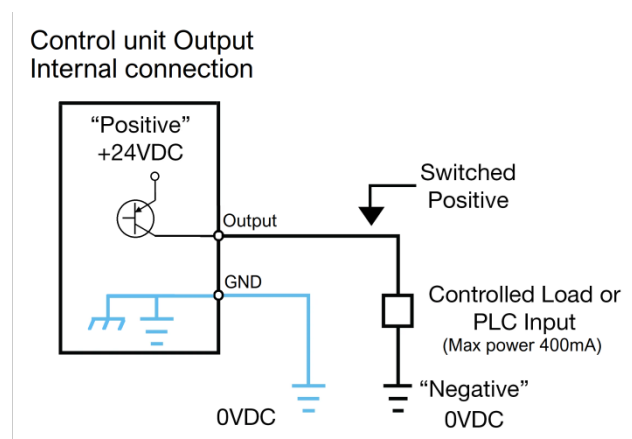 Control unit Output
Internal connection
“Positive”
+24VDC
Switched
Positive
Output
GND
Controlled Load or
PLC Input
(Max power 400mA)
“Negative”
0VDC
0VDC